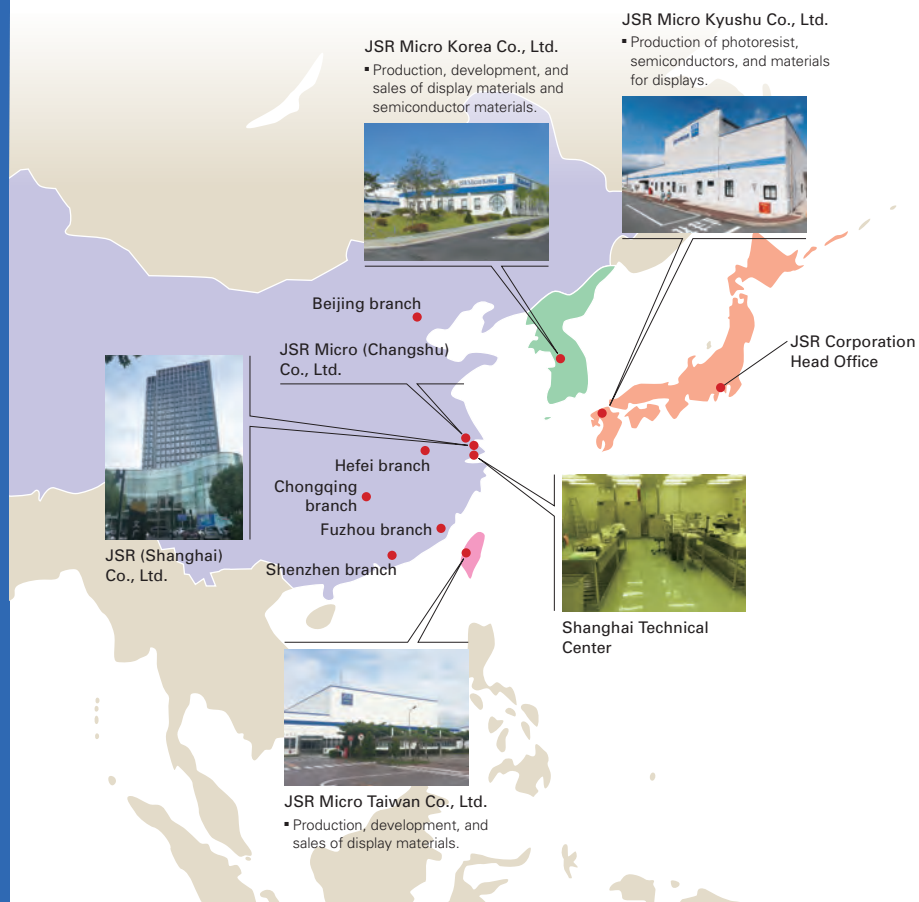 JSR Micro Kyushu Co., Ltd.
▪ Production of photoresist,
semiconductors, and materials
for displays.
JSR Micro Korea Co., Ltd.
▪ Production, development, and
sales of display materials and
semiconductor materials.
Beijing branch
JSR Micro (Changshu)
Co., Ltd.
JSR Corporation
Head Office
Hefei branch
Chongqing
branch
Fuzhou branch
Shenzhen branch
JSR (Shanghai)
Co., Ltd.
Shanghai Technical
Center
JSR Micro Taiwan Co., Ltd.
▪ Production, development, and
sales of display materials.